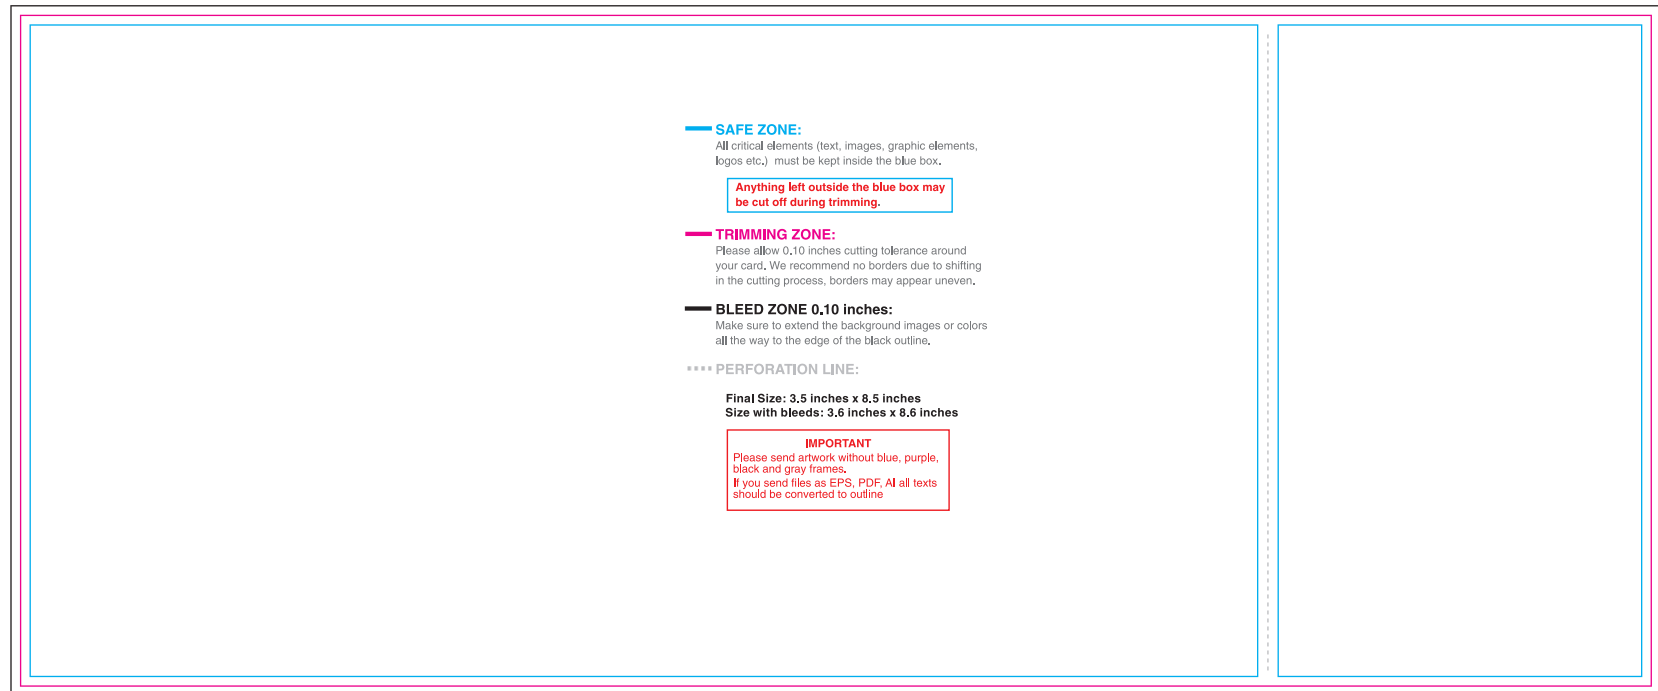 SAFE ZONE:
All critical elements (text, images, graphic elements,
logos etc.)  must be kept inside the blue box.
Anything left outside the blue box may
be cut off during trimming.
TRIMMING ZONE:
Please allow 0.10 inches cutting tolerance around
your card. We recommend no borders due to shifting
in the cutting process, borders may appear uneven.
BLEED ZONE 0.10 inches:
Make sure to extend the background images or colors
all the way to the edge of the black outline.
PERFORATION LINE:
Final Size: 3.5 inches x 8.5 inches
Size with bleeds: 3.6 inches x 8.6 inches
IMPORTANT
Please send artwork without blue, purple,
black and gray frames.
If you send files as EPS, PDF, AI all texts
should be converted to outline